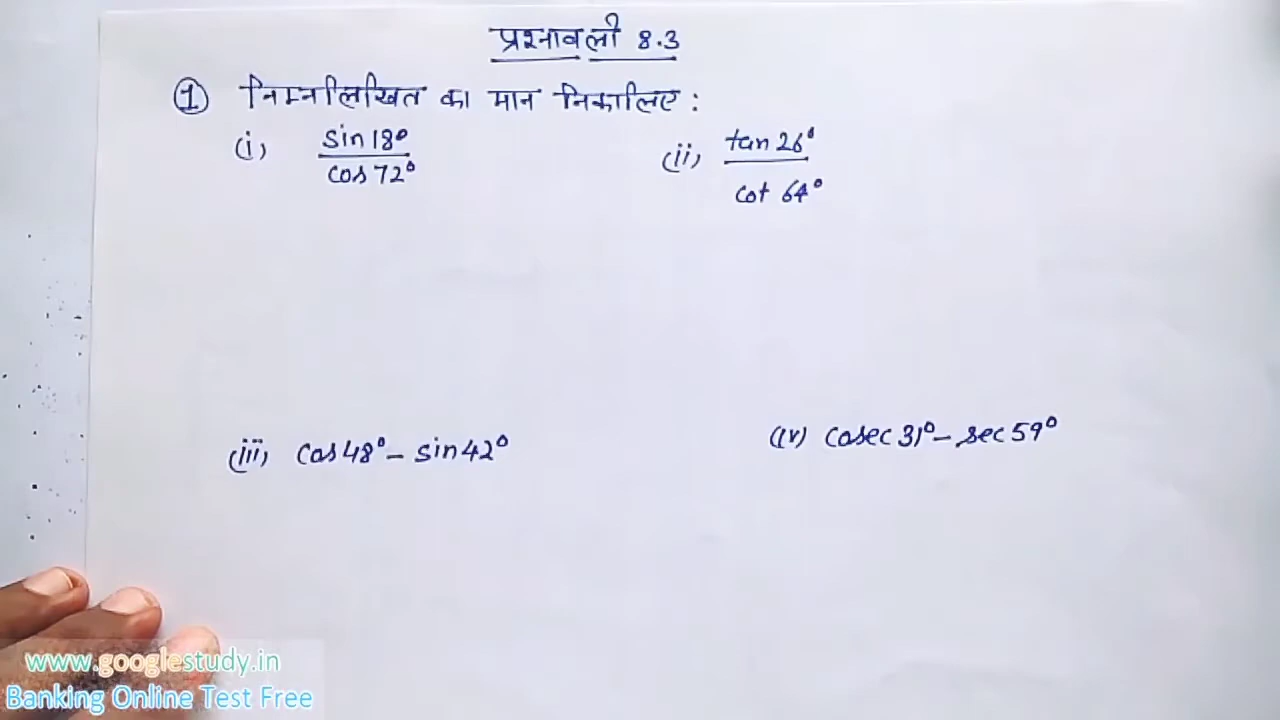 प्रश्नावली 8.3
① निम्नलिखित का मान निकालिए :
(i) sin 18° / cos 72° (ii) tan 26° / cot 64°
(iii) cos 48° – sin 42° (iv) cosec 31° – sec 59°
www.googlestudy.in
Banking Online Test Free